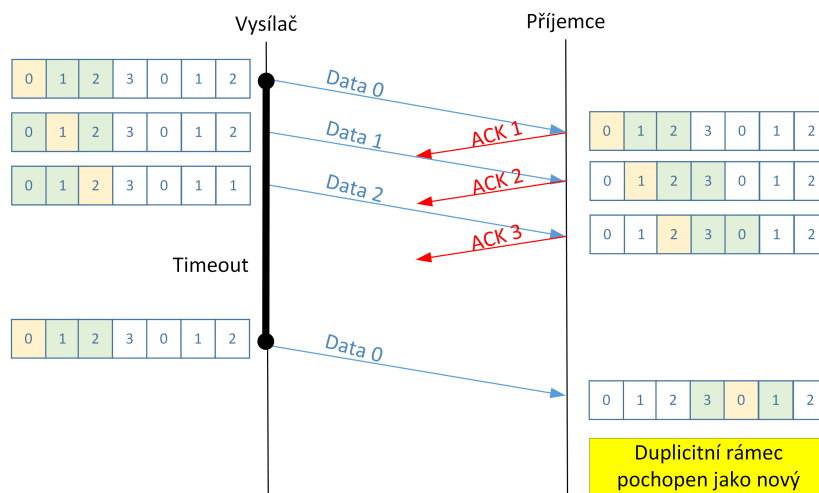 Vysílač
Příjemce
0 1 2 3 0 1 2
Data 0
0 1 2 3 0 1 2
Data 1
ACK 1
0 1 2 3 0 1 2
0 1 2 3 0 1 1
Data 2
ACK 2
0 1 2 3 0 1 2
ACK 3
0 1 2 3 0 1 2
Timeout
0 1 2 3 0 1 2
Data 0
0 1 2 3 0 1 2
Duplicitní rámec
pochopen jako nový